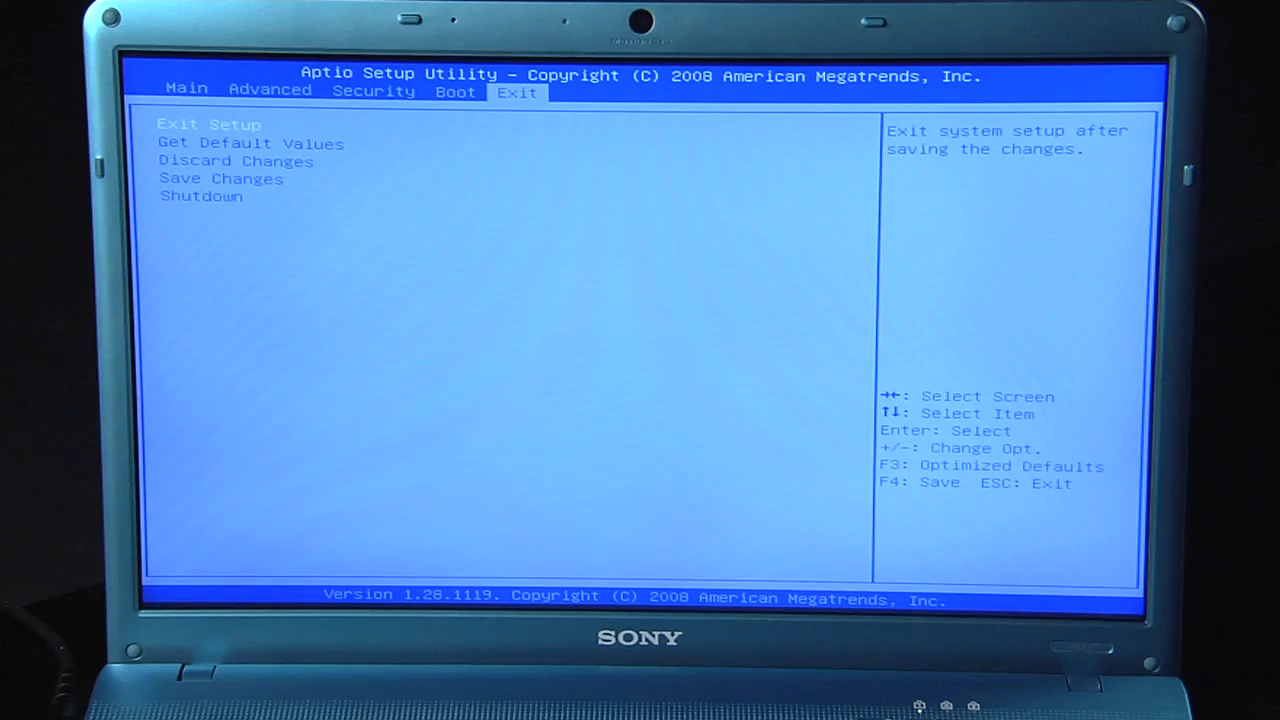 Aptio Setup Utility – Copyright (C) 2008 American Megatrends, Inc.
Main Advanced Security Boot Exit
Exit Setup
Get Default Values
Discard Changes
Save Changes
Shutdown
Exit system setup after
saving the changes.
→←: Select Screen
↑↓: Select Item
Enter: Select
+/-: Change Opt.
F3: Optimized Defaults
F4: Save ESC: Exit
Version 1.28.1119. Copyright (C) 2008 American Megatrends, Inc.
SONY